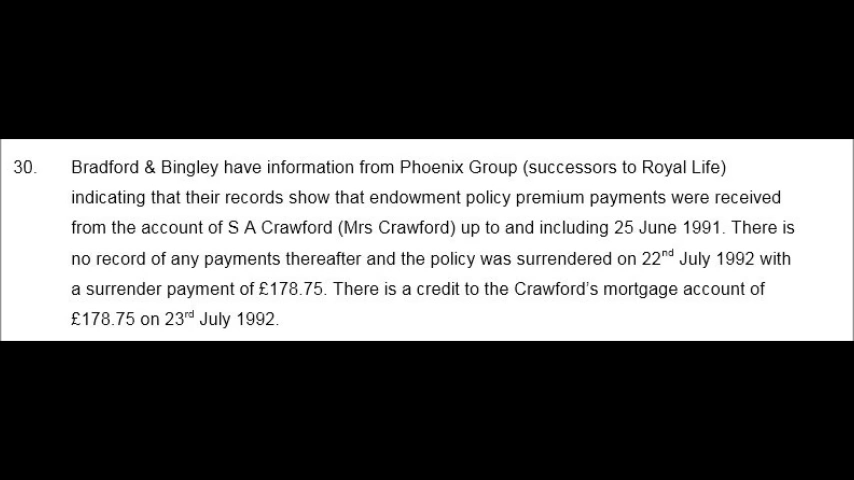 30. Bradford & Bingley have information from Phoenix Group (successors to Royal Life)
indicating that their records show that endowment policy premium payments were received
from the account of S A Crawford (Mrs Crawford) up to and including 25 June 1991. There is
no record of any payments thereafter and the policy was surrendered on 22nd July 1992 with
a surrender payment of £178.75. There is a credit to the Crawford's mortgage account of
£178.75 on 23rd July 1992.